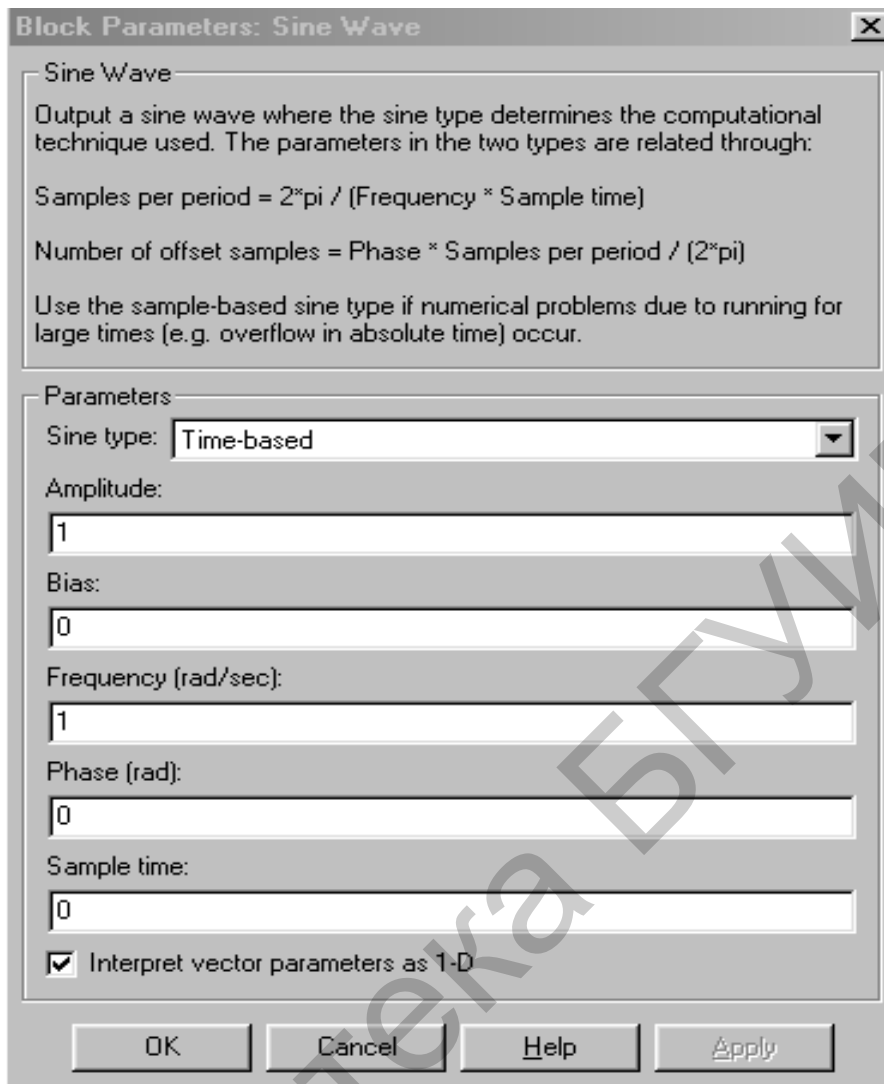 Block Parameters: Sine Wave
Sine Wave
Output a sine wave where the sine type determines the computational
technique used. The parameters in the two types are related through:
Samples per period = 2*pi / (Frequency * Sample time)
Number of offset samples = Phase * Samples per period / (2*pi)
Use the sample-based sine type if numerical problems due to running for
large times (e.g. overflow in absolute time) occur.
Parameters
Sine type: Time-based
Amplitude:
1
Bias:
0
Frequency (rad/sec):
1
Phase (rad):
0
Sample time:
0
Interpret vector parameters as 1-D
OK Cancel Help Apply